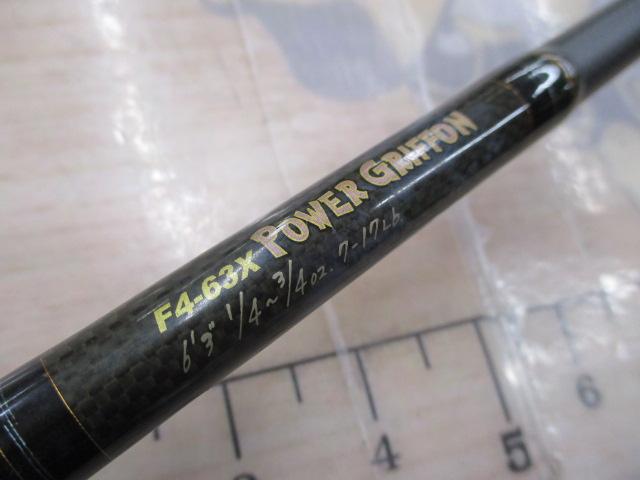 F4-63X POWER GRIFFON
6'3" 1/4~3/4oz. 7-17Lb
4 5 6